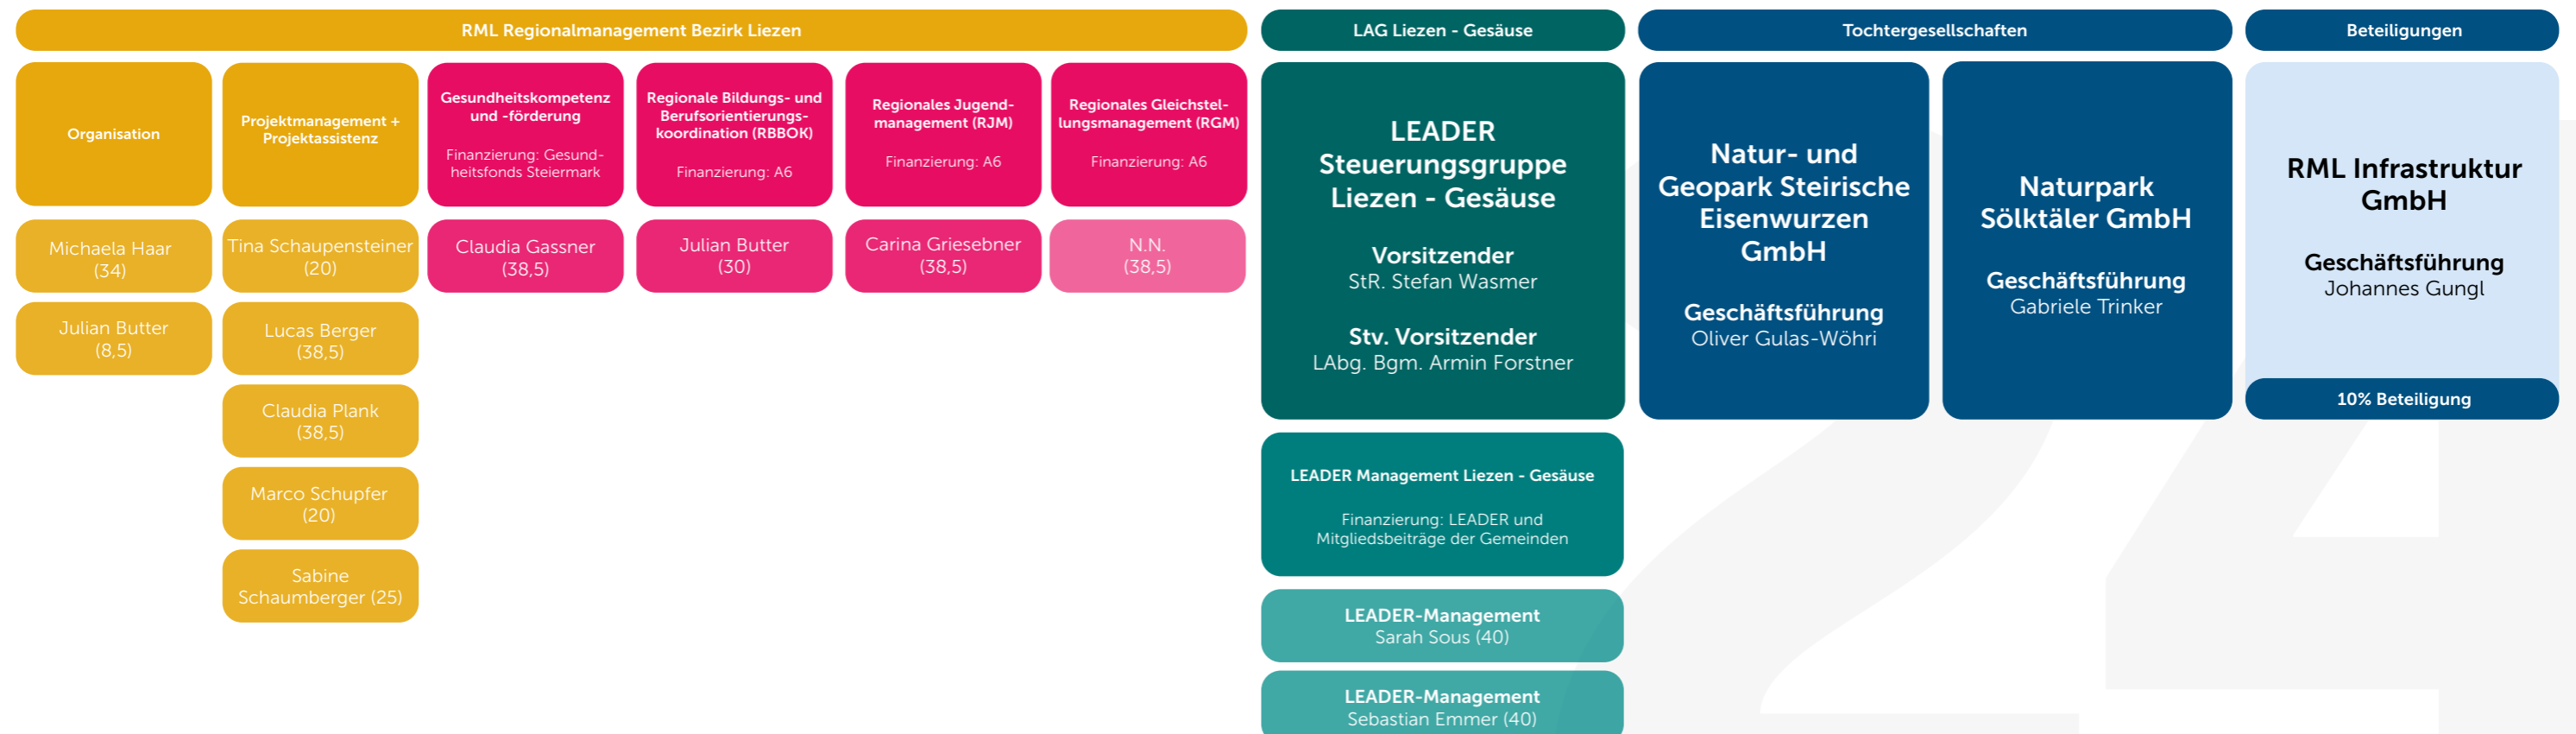 RML Regionalmanagement Bezirk Liezen
Organisation
Michaela Haar
(34)
Julian Butter
(8,5)
Projektmanagement +
Projektassistenz
Tina Schaupensteiner
(20)
Lucas Berger
(38,5)
Claudia Plank
(38,5)
Marco Schupfer
(20)
Sabine
Schaumberger (25)
Gesundheitskompetenz
und -förderung
Finanzierung: Gesund-
heitsfonds Steiermark
Claudia Gassner
(38,5)
Regionale Bildungs- und
Berufsorientierungs-
koordination (RBBOK)
Finanzierung: A6
Julian Butter
(30)
Regionales Jugend-
management (RJM)
Finanzierung: A6
Carina Griesebner
(38,5)
Regionales Gleichstel-
lungsmanagement (RGM)
Finanzierung: A6
N.N.
(38,5)
LAG Liezen - Gesäuse
LEADER
Steuerungsgruppe
Liezen - Gesäuse
Vorsitzender
StR. Stefan Wasmer
Stv. Vorsitzender
LAbg. Bgm. Armin Forstner
LEADER Management Liezen - Gesäuse
Finanzierung: LEADER und
Mitgliedsbeiträge der Gemeinden
LEADER-Management
Sarah Sous (40)
LEADER-Management
Sebastian Emmer (40)
Tochtergesellschaften
Natur- und
Geopark Steirische
Eisenwurzen
GmbH
Geschäftsführung
Oliver Gulas-Wöhri
Naturpark
Sölktäler GmbH
Geschäftsführung
Gabriele Trinker
Beteiligungen
RML Infrastruktur
GmbH
Geschäftsführung
Johannes Gungl
10% Beteiligung
24